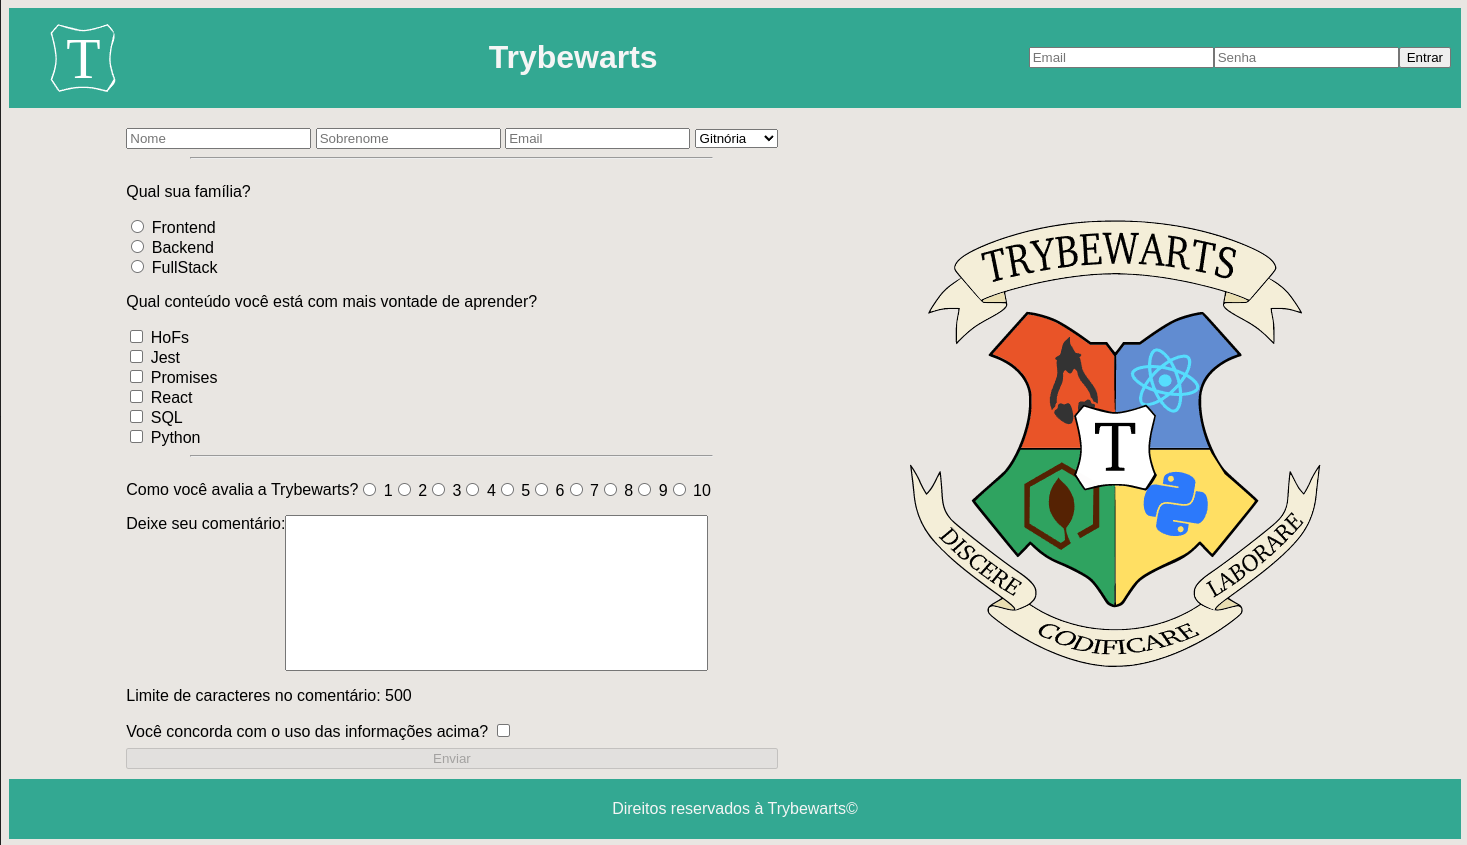 T
Trybewarts
Email Senha Entrar
Nome Sobrenome Email Gitnória
Qual sua família?
Frontend
Backend
FullStack
Qual conteúdo você está com mais vontade de aprender?
HoFs
Jest
Promises
React
SQL
Python
Como você avalia a Trybewarts? 1 2 3 4 5 6 7 8 9 10
Deixe seu comentário:
Limite de caracteres no comentário: 500
Você concorda com o uso das informações acima?
Enviar
TRYBEWARTS
T
DISCERE
CODIFICARE
LABORARE
Direitos reservados à Trybewarts©